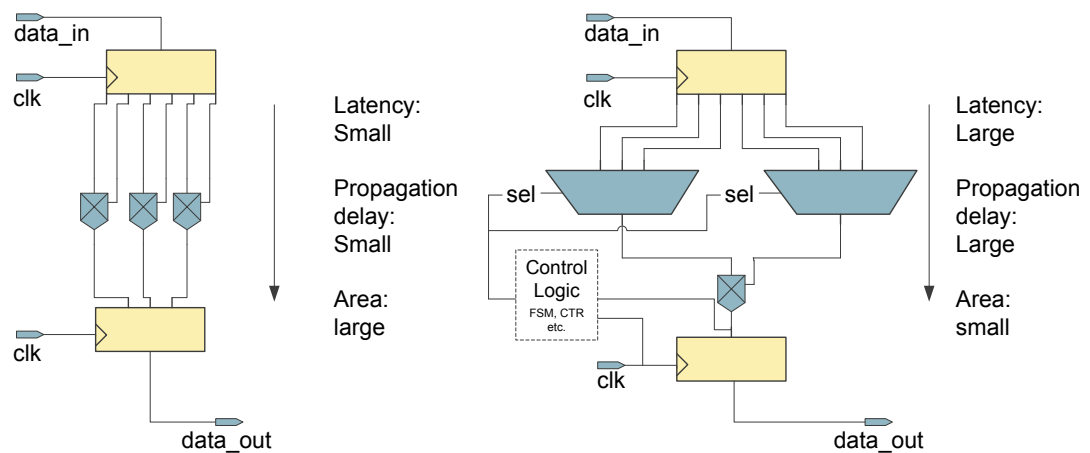 data_in
clk
Latency:
Small
Propagation
delay:
Small
Area:
large
clk
data_out
data_in
clk
Latency:
Large
sel
sel
Propagation
delay:
Large
Control
Logic
FSM, CTR
etc.
Area:
small
clk
data_out